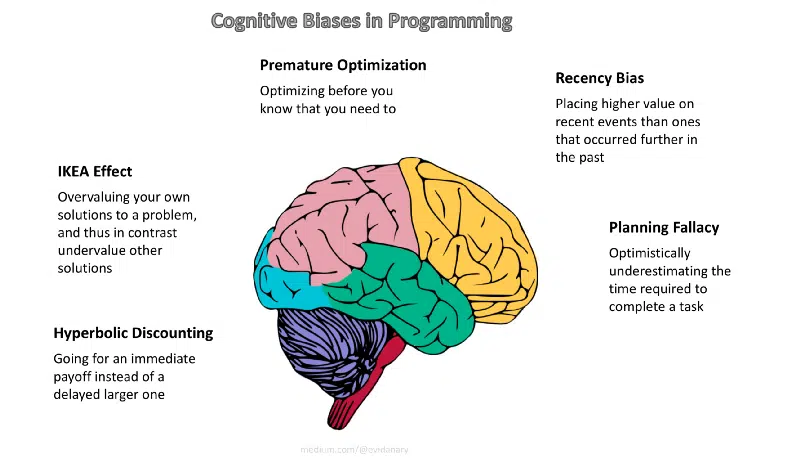 Cognitive Biases in Programming
Premature Optimization
Optimizing before you
know that you need to
Recency Bias
Placing higher value on
recent events than ones
that occurred further in
the past
IKEA Effect
Overvaluing your own
solutions to a problem,
and thus in contrast
undervalue other
solutions
Planning Fallacy
Optimistically
underestimating the
time required to
complete a task
Hyperbolic Discounting
Going for an immediate
payoff instead of a
delayed larger one